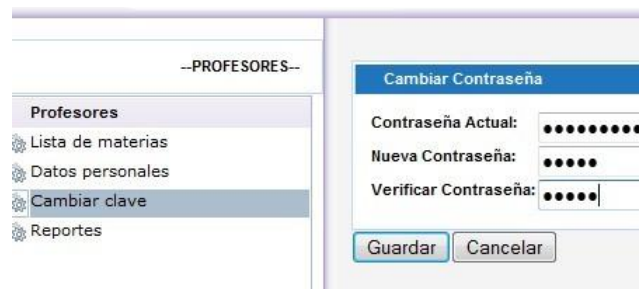 --PROFESORES--
Profesores
Lista de materias
Datos personales
Cambiar clave
Reportes
Cambiar Contraseña
Contraseña Actual:
Nueva Contraseña:
Verificar Contraseña:
Guardar Cancelar